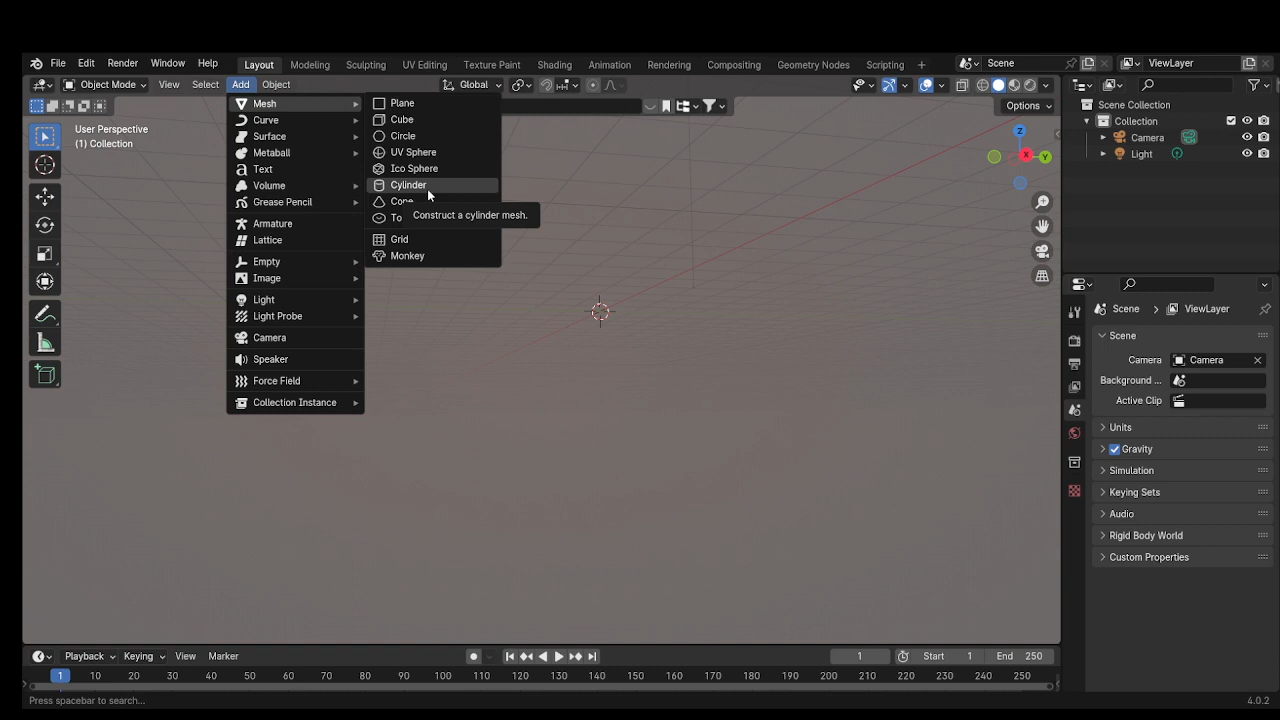 File Edit Render Window Help Layout Modeling Sculpting UV Editing Texture Paint Shading Animation Rendering Compositing Geometry Nodes Scripting + Scene ViewLayer
Object Mode View Select Add Object Global
Options
User Perspective
(1) Collection
Mesh
Curve
Surface
Metaball
Text
Volume
Grease Pencil
Armature
Lattice
Empty
Image
Light
Light Probe
Camera
Speaker
Force Field
Collection Instance
Plane
Cube
Circle
UV Sphere
Ico Sphere
Cylinder
Cone
To
Construct a cylinder mesh.
Grid
Monkey
Z
X
Y
Scene Collection
Collection
Camera
Light
Scene > ViewLayer
Scene
Camera Camera
Background ...
Active Clip
Units
Gravity
Simulation
Keying Sets
Audio
Rigid Body World
Custom Properties
Playback Keying View Marker 1 Start 1 End 250
1 10 20 30 40 50 60 70 80 90 100 110 120 130 140 150 160 170 180 190 200 210 220 230 240 250
Press spacebar to search... 4.0.2